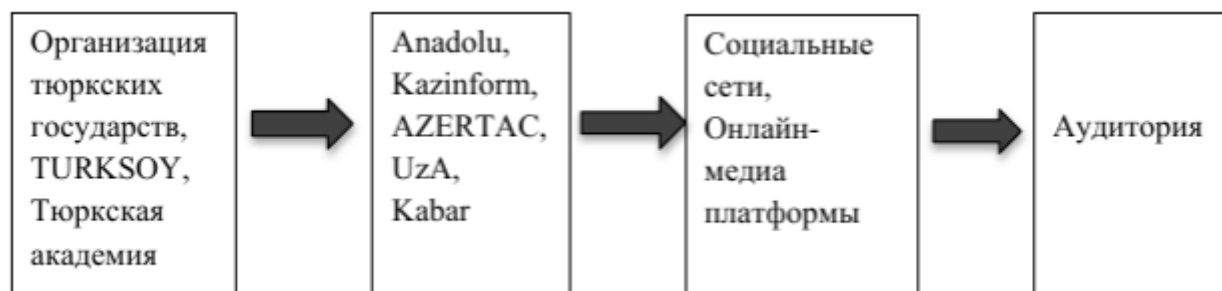 Организация
тюркских
государств,
TURKSOY,
Тюркская
академия
Anadolu,
Kazinform,
AZERTAC,
UzA,
Kabar
Социальные
сети,
Онлайн-
медиа
платформы
Аудитория